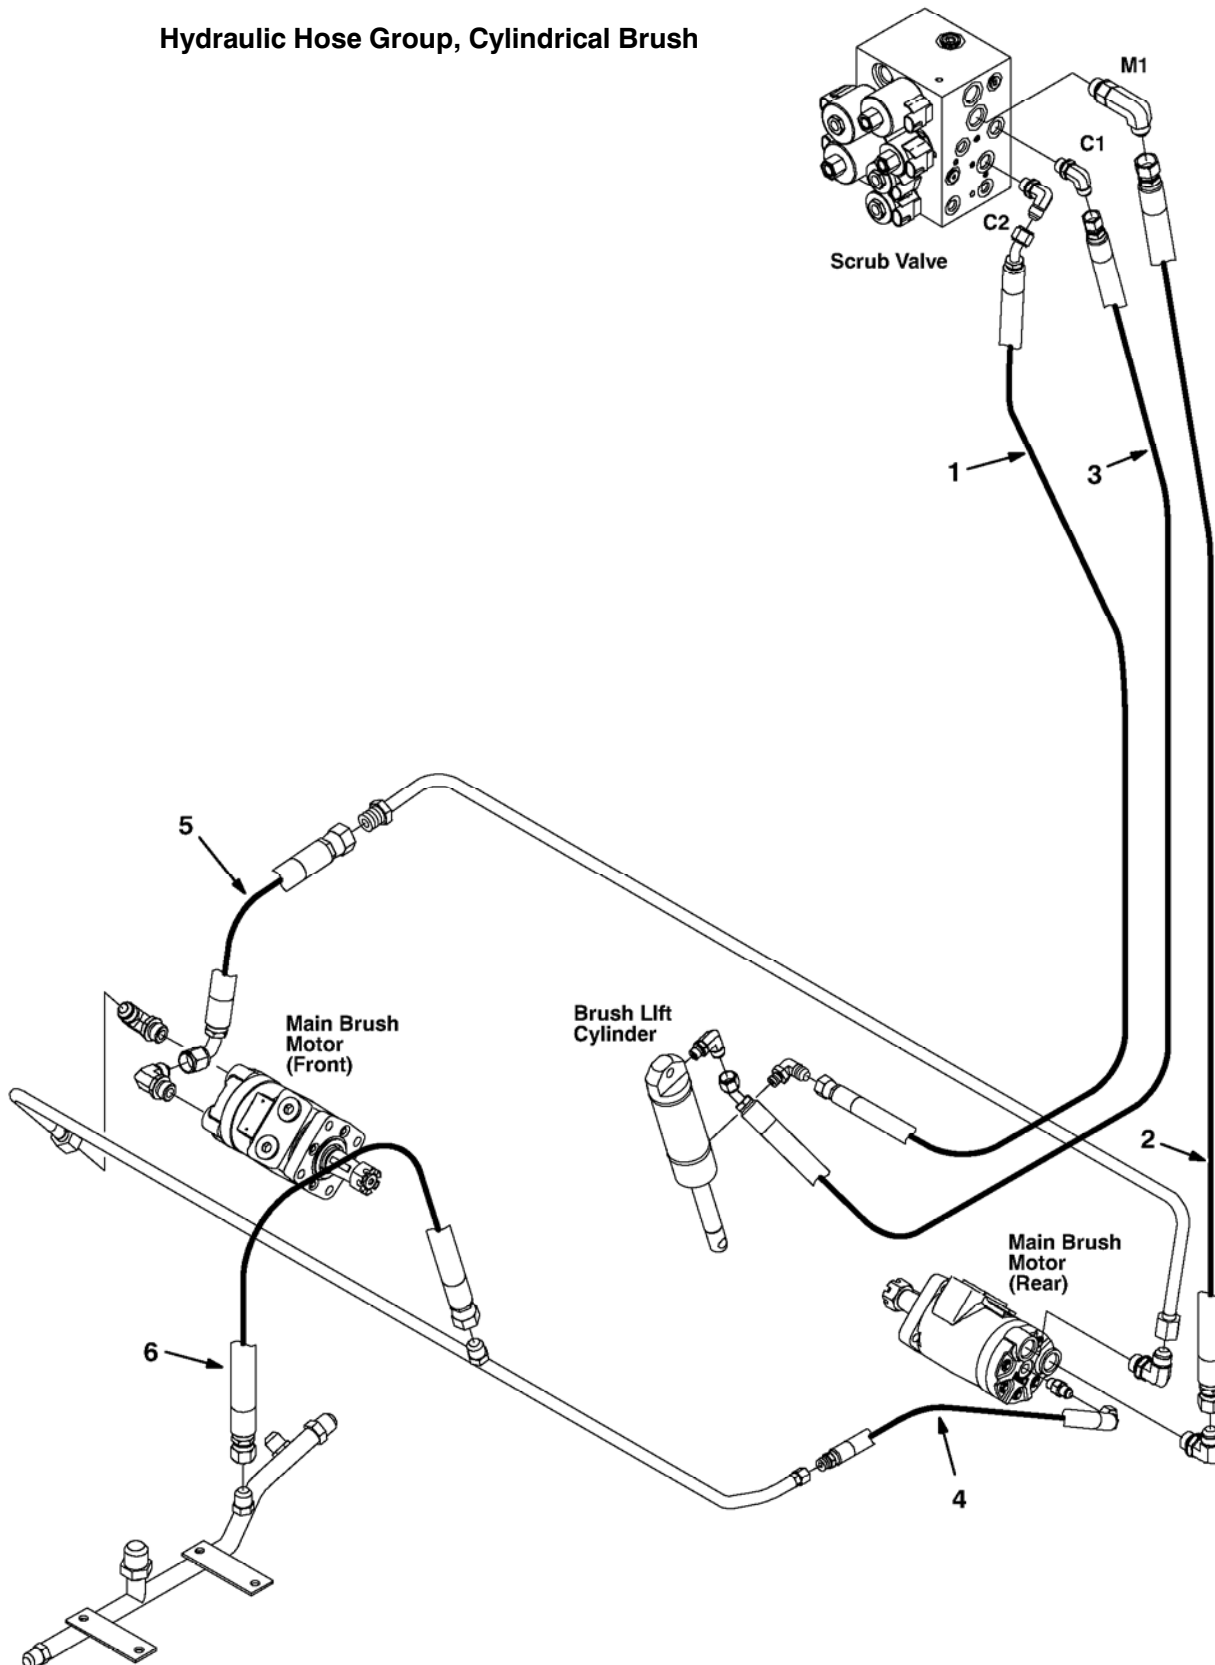 Hydraulic Hose Group, Cylindrical Brush
M1
C1
C2
Scrub Valve
1
3
5
Main Brush
Motor
(Front)
Brush LIft
Cylinder
2
Main Brush
Motor
(Rear)
6
4